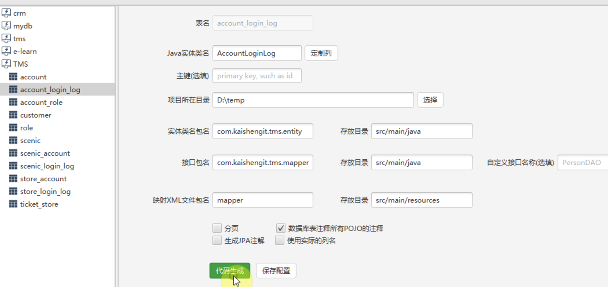 crm
mydb
tms
e-learn
TMS
account
account_login_log
account_role
customer
role
scenic
scenic_account
scenic_login_log
store_account
store_login_log
ticket_store
表名 account_login_log
Java实体类名 AccountLoginLog 定制列
主键(选填) primary key, such as id
项目所在目录 D:\temp 选择
实体类包名 com.kaishengit.tms.entity 存放目录 src/main/java
接口包名 com.kaishengit.tms.mapper 存放目录 src/main/java 自定义接口名称(选填) PersonDAO
映射XML文件包名 mapper 存放目录 src/main/resources
分页 数据库表注释所有POJO的注释
生成JPA注解 使用实际的列名
代码生成 保存配置